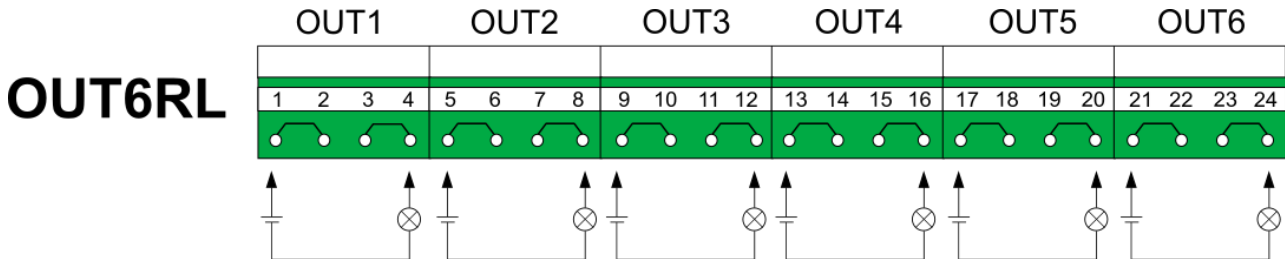 OUT1 OUT2 OUT3 OUT4 OUT5 OUT6
OUT6RL
1 2 3 4 5 6 7 8 9 10 11 12 13 14 15 16 17 18 19 20 21 22 23 24